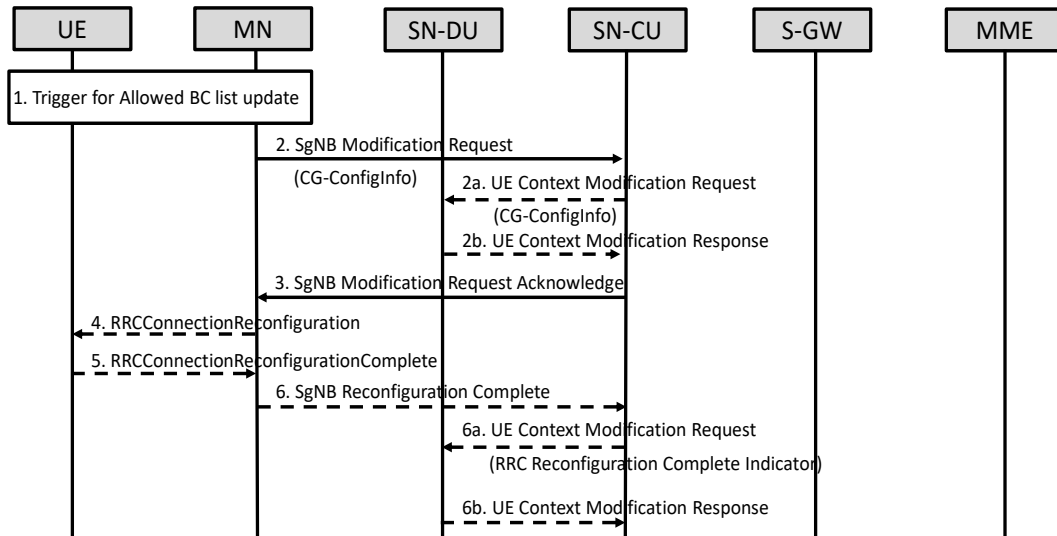 UE
MN
SN-DU
SN-CU
S-GW
MME
1. Trigger for Allowed BC list update
2. SgNB Modification Request
(CG-ConfigInfo)
2a. UE Context Modification Request
(CG-ConfigInfo)
2b. UE Context Modification Response
3. SgNB Modification Request Acknowledge
4. RRCConnectionReconfiguration
5. RRCConnectionReconfigurationComplete
6. SgNB Reconfiguration Complete
6a. UE Context Modification Request
(RRC Reconfiguration Complete Indicator)
6b. UE Context Modification Response